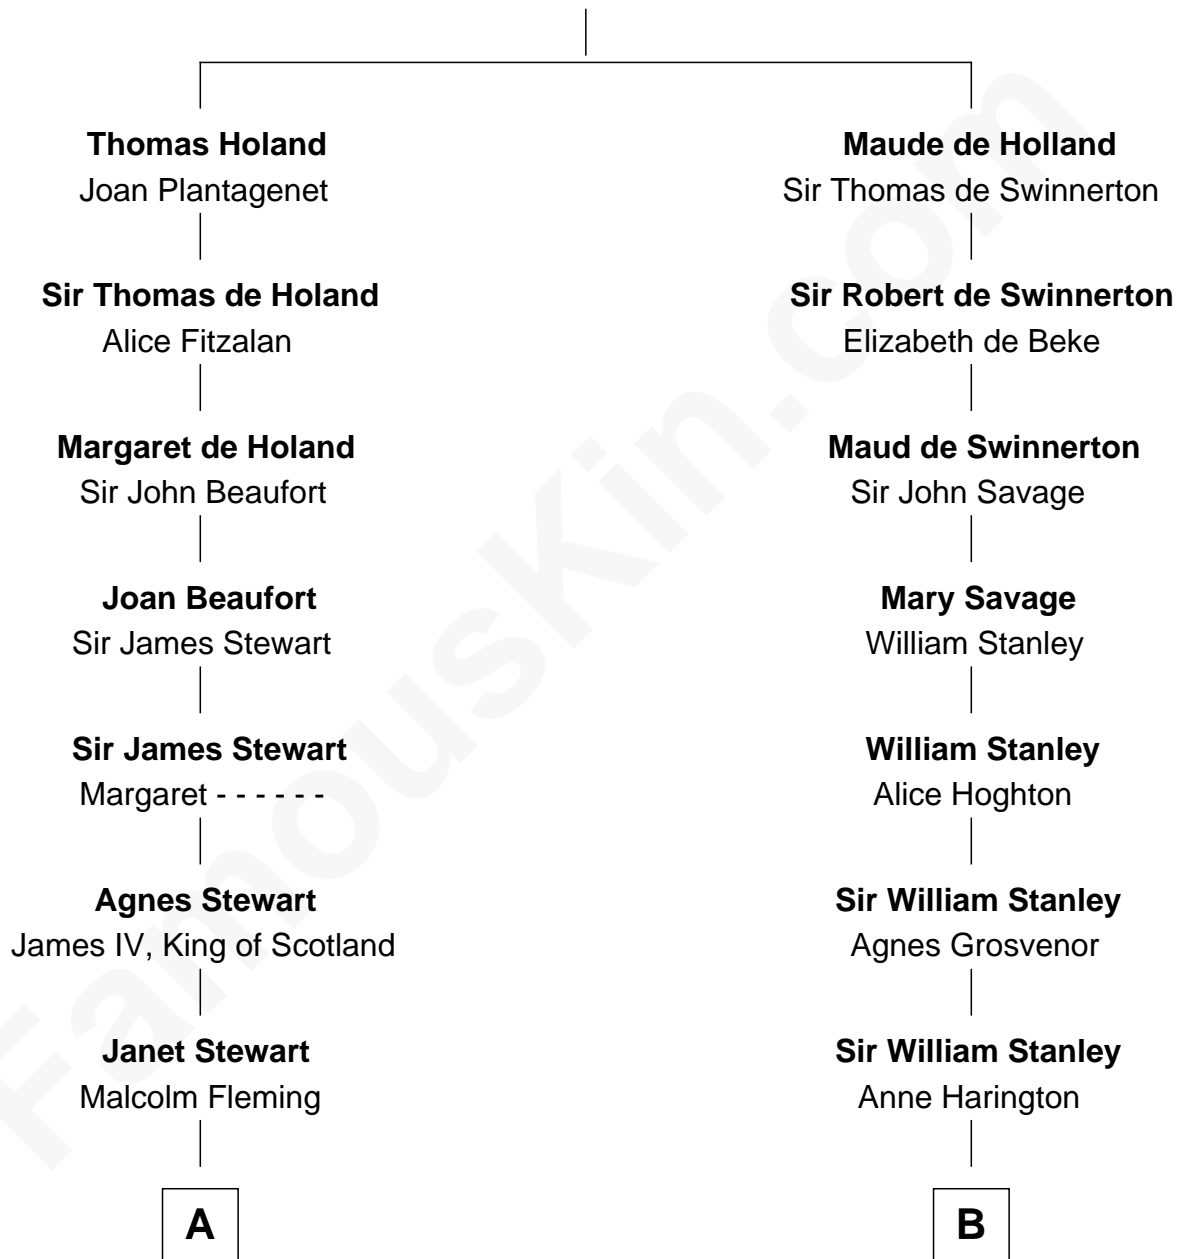 Thomas Holand
Joan Plantagenet
Sir Thomas de Holand
Alice Fitzalan
Margaret de Holand
Sir John Beaufort
Joan Beaufort
Sir James Stewart
Sir James Stewart
Margaret - - - - - -
Agnes Stewart
James IV, King of Scotland
Janet Stewart
Malcolm Fleming
A
Maude de Holland
Sir Thomas de Swinnerton
Sir Robert de Swinnerton
Elizabeth de Beke
Maud de Swinnerton
Sir John Savage
Mary Savage
William Stanley
William Stanley
Alice Hoghton
Sir William Stanley
Agnes Grosvenor
Sir William Stanley
Anne Harington
B
FamousKin.com